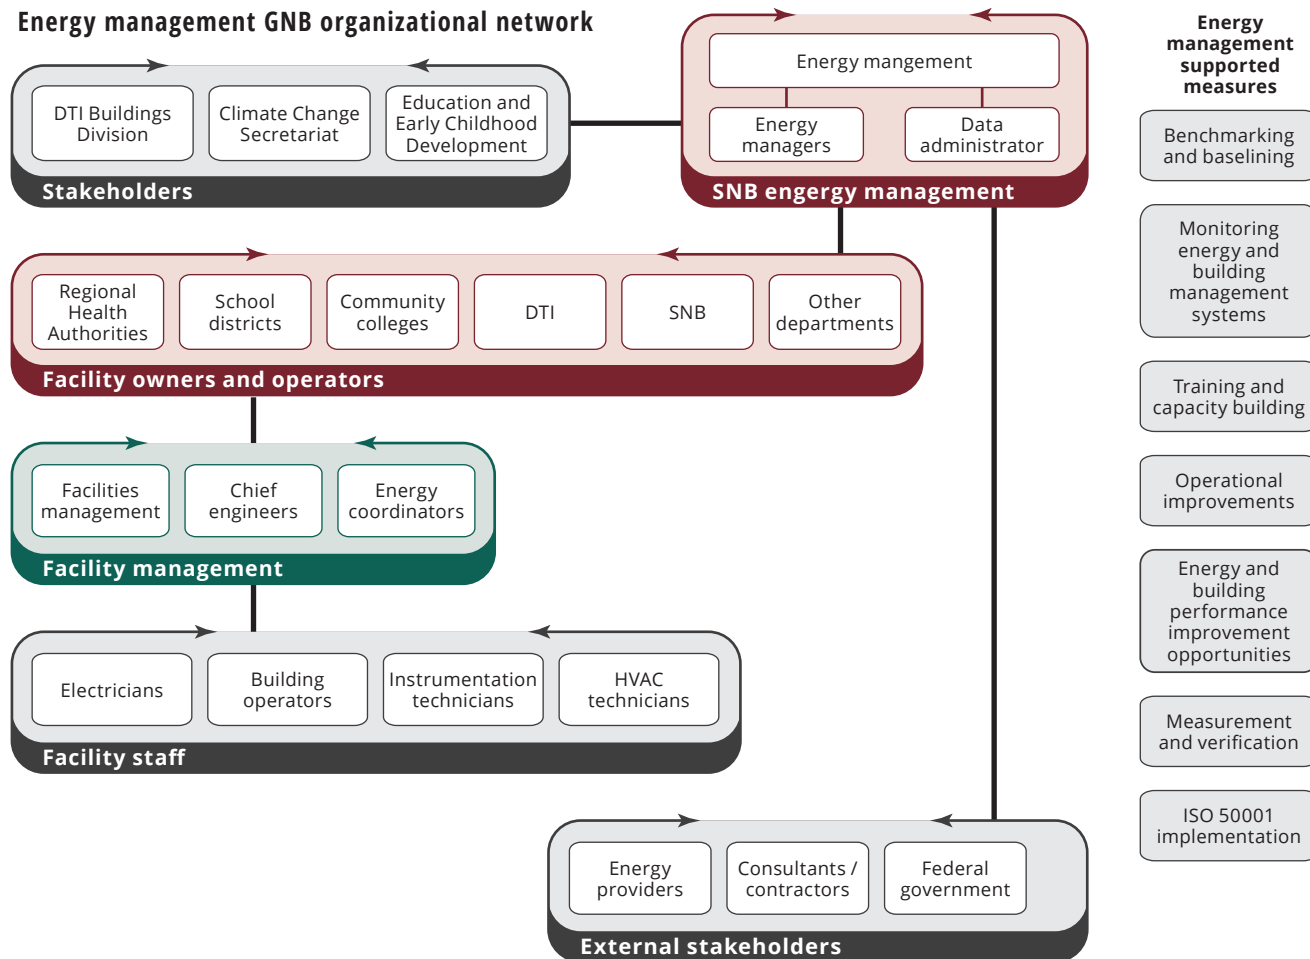 Energy management GNB organizational network
DTI Buildings
Division
Climate Change
Secretariat
Education and
Early Childhood
Development
Stakeholders
Energy mangement
Energy
managers
Data
administrator
SNB engergy management
Regional
Health
Authorities
School
districts
Community
colleges
DTI
SNB
Other
departments
Facility owners and operators
Facilities
management
Chief
engineers
Energy
coordinators
Facility management
Electricians
Building
operators
Instrumentation
technicians
HVAC
technicians
Facility staff
Energy
providers
Consultants /
contractors
Federal
government
External stakeholders
Energy
management
supported
measures
Benchmarking
and baselining
Monitoring
energy and
building
management
systems
Training and
capacity building
Operational
improvements
Energy and
building
performance
improvement
opportunities
Measurement
and verification
ISO 50001
implementation